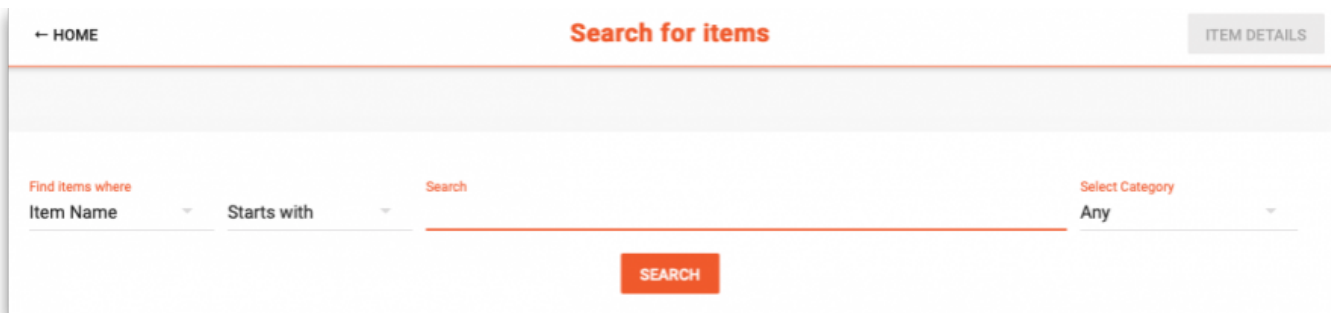 ← HOME
Search for items
ITEM DETAILS
Find items where
Search
Select Category
Item Name
Starts with
Any
SEARCH